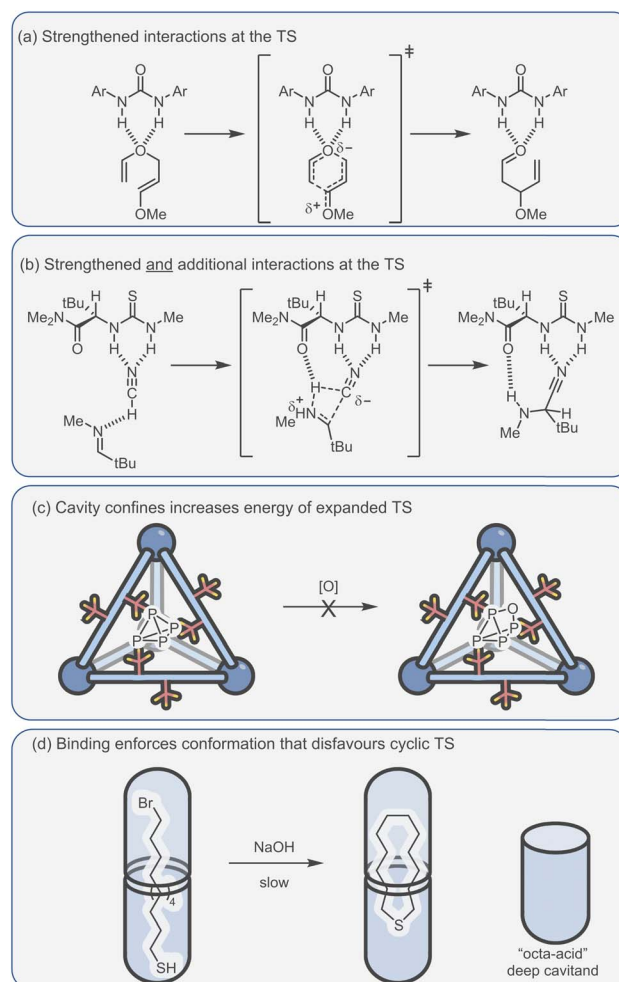 (a) Strengthened interactions at the TS
O
Ar N N Ar
H H
O
OMe
‡
O
Ar N N Ar
H H
O δ−
δ+ OMe
O
Ar N N Ar
H H
O
OMe
(b) Strengthened and additional interactions at the TS
tBu H S
Me2N N N Me
O H H
N
C
H
Me N
tBu
‡
tBu H S
Me2N N N Me
O H H
N
H C δ−
δ+ HN
Me
tBu
tBu H S
Me2N N N Me
O H H
N
H
N H
Me tBu
(c) Cavity confines increases energy of expanded TS
P
P P
P
[O]
X
P O
P P
P
(d) Binding enforces conformation that disfavours cyclic TS
Br
4
SH
NaOH
slow
S
"octa-acid"
deep cavitand